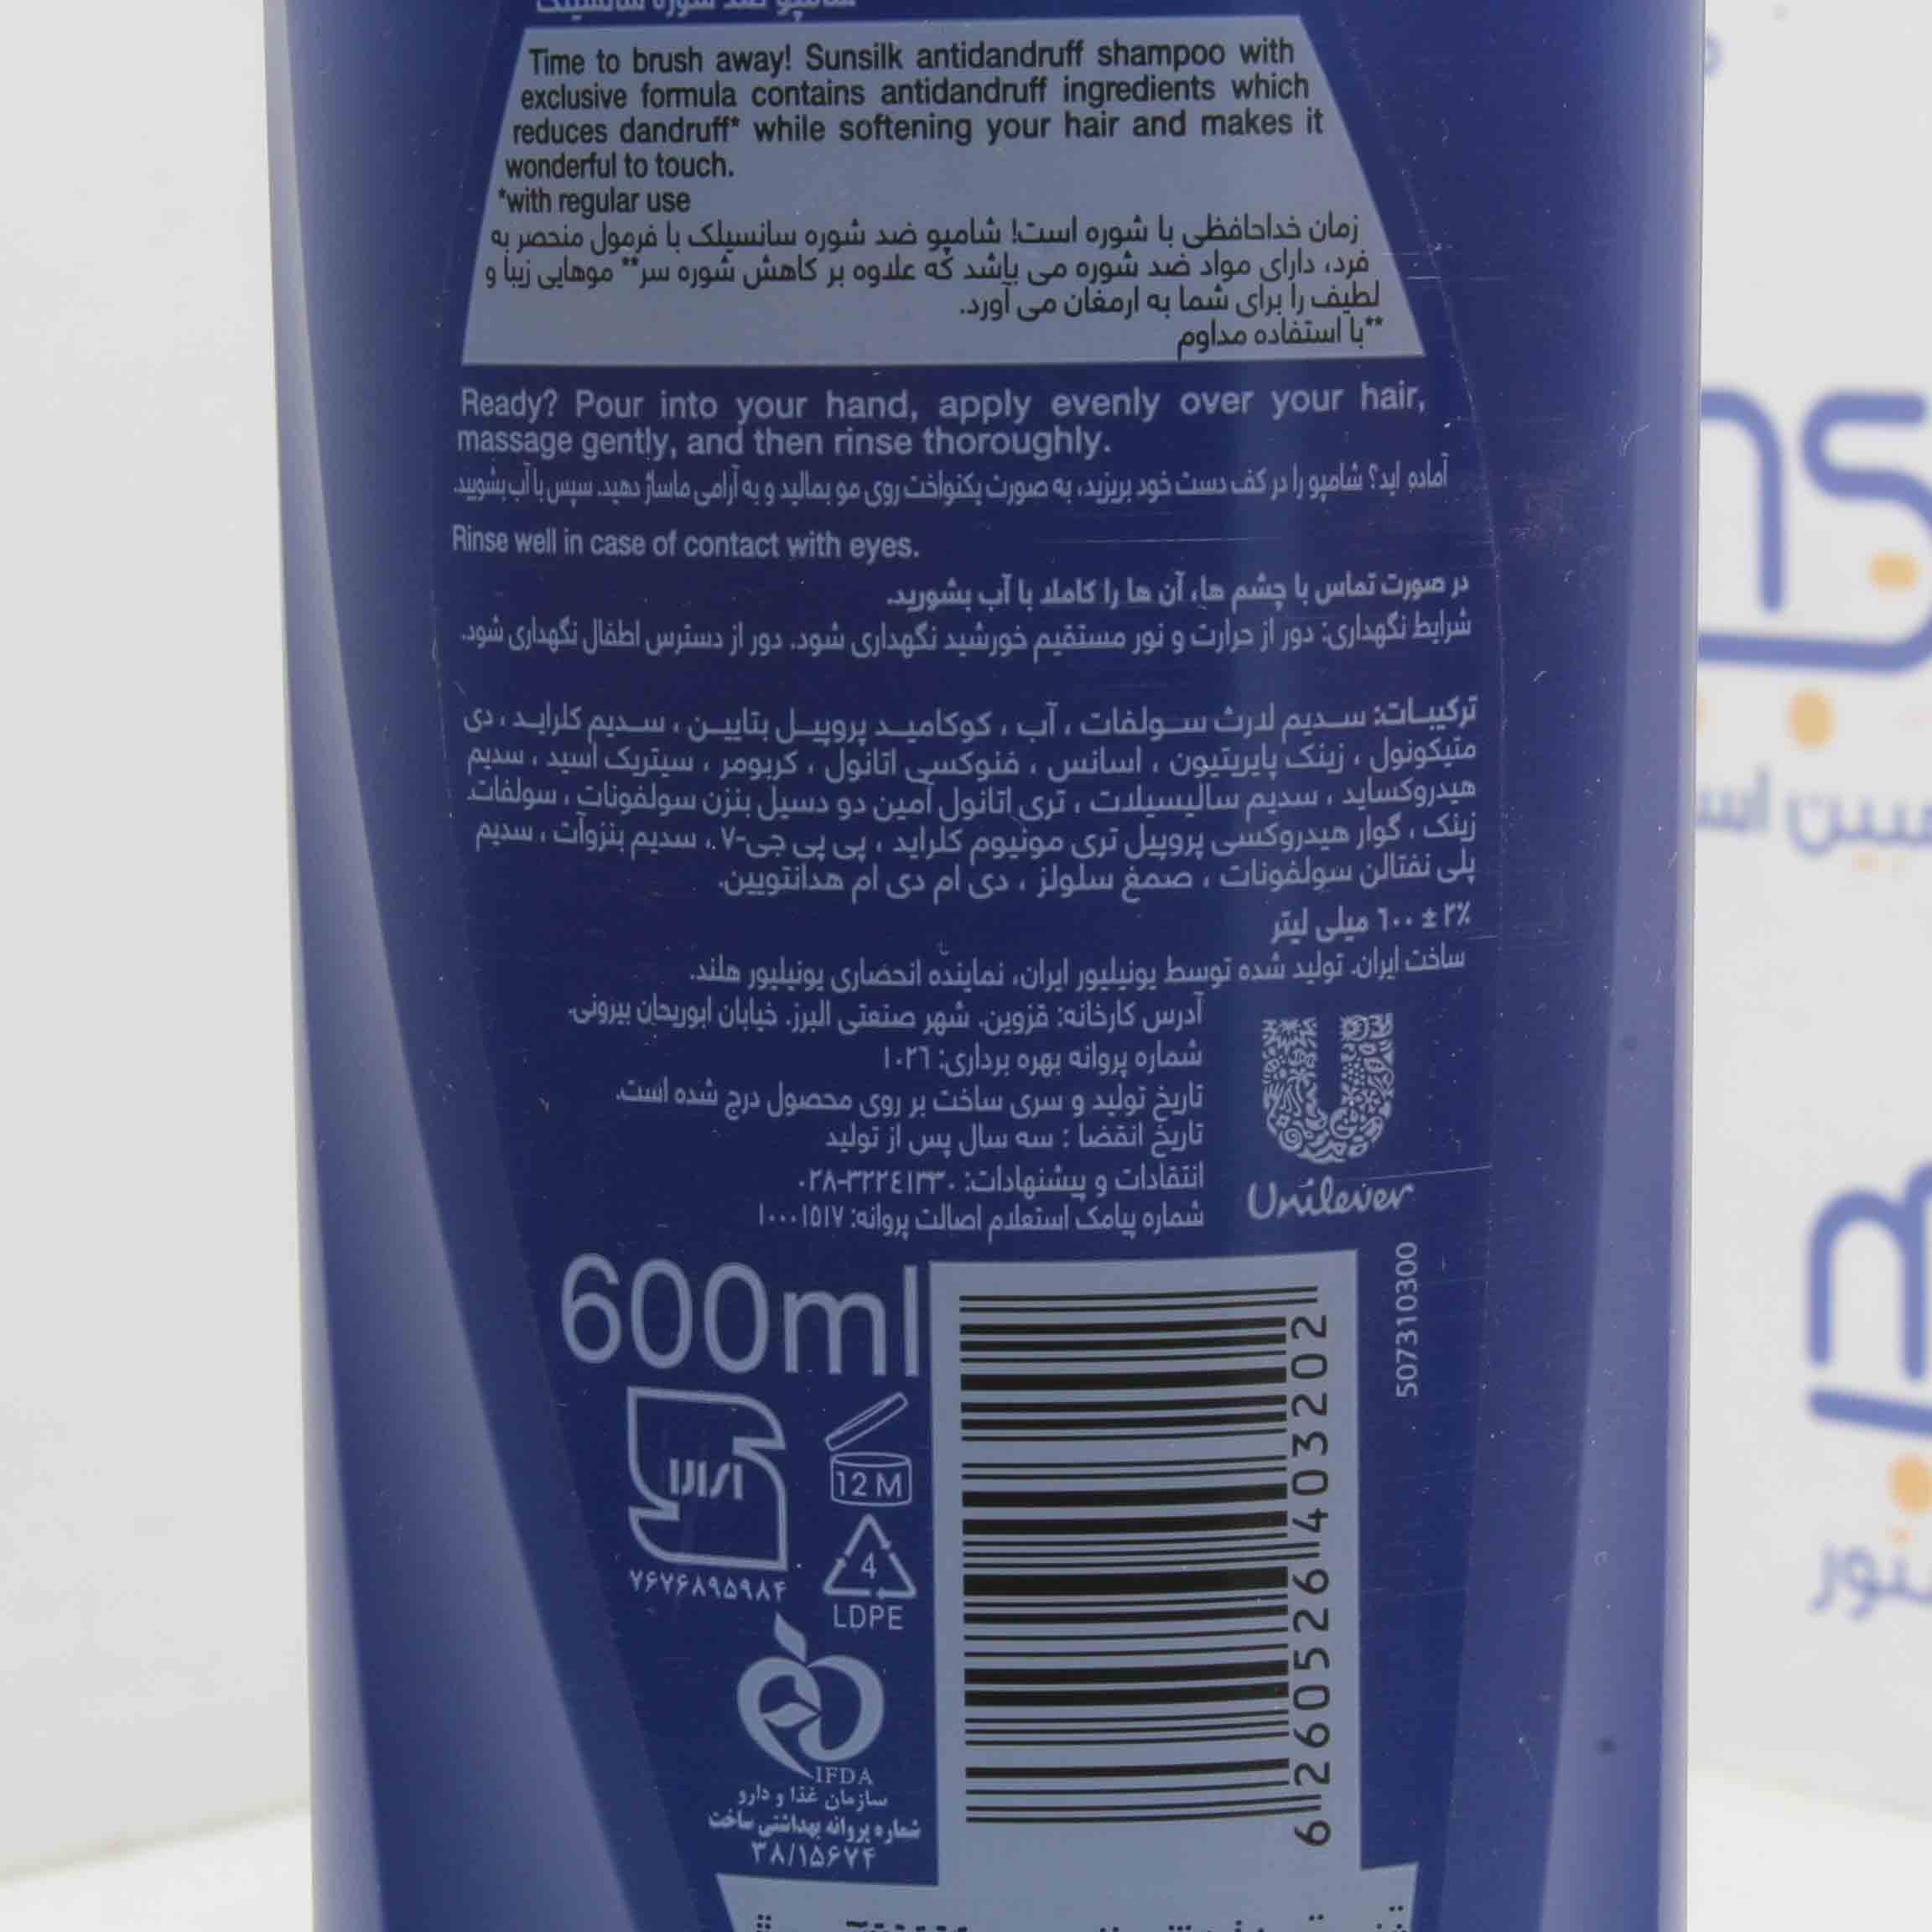 شامپو ضد شوره سانسیلک
Time to brush away! Sunsilk antidandruff shampoo with
exclusive formula contains antidandruff ingredients which
reduces dandruff* while softening your hair and makes it
wonderful to touch.
*with regular use
زمان خداحافظی با شوره است! شامپو ضد شوره سانسیلک با فرمول منحصر به
فرد، دارای مواد ضد شوره می باشد که علاوه بر کاهش شوره سر** موهایی زیبا و
لطیف را برای شما به ارمغان می آورد.
**با استفاده مداوم
Ready? Pour into your hand, apply evenly over your hair,
massage gently, and then rinse thoroughly.
آماده اید؟ شامپو را در کف دست خود بریزید، به صورت یکنواخت روی مو بمالید و به آرامی ماساژ دهید. سپس با آب بشویید.
Rinse well in case of contact with eyes.
در صورت تماس با چشم ها، آن ها را کاملا با آب بشورید.
شرایط نگهداری: دور از حرارت و نور مستقیم خورشید نگهداری شود. دور از دسترس اطفال نگهداری شود.
ترکیبات: سدیم لارث سولفات ، آب ، کوکامید پروپیل بتایین ، سدیم کلراید ، دی
متیکونول ، زینک پایریتیون ، اسانس ، فنوکسی اتانول ، کربومر ، سیتریک اسید ، سدیم
هیدروکساید ، سدیم سالیسیلات ، تری اتانول آمین دو دسیل بنزن سولفونات ، سولفات
زینک ، گوار هیدروکسی پروپیل تری مونیوم کلراید ، پی پی جی-۷ ، سدیم بنزوآت ، سدیم
پلی نفتالن سولفونات ، صمغ سلولز ، دی ام دی ام هدانتویین.
۶۰۰ ± ۲٪ میلی لیتر
ساخت ایران. تولید شده توسط یونیلیور ایران، نماینده انحصاری یونیلیور هلند.
آدرس کارخانه: قزوین. شهر صنعتی البرز. خیابان ابوریحان بیرونی.
شماره پروانه بهره برداری: ۱۰۲۶
تاریخ تولید و سری ساخت بر روی محصول درج شده است.
تاریخ انقضا : سه سال پس از تولید
انتقادات و پیشنهادات: ۰۲۸-۳۲۲٤۱۳۳۰
شماره پیامک استعلام اصالت پروانه: ۱۰۰۰۱۵۱۷
Unilever
507310300
600ml
6 260526 403202
12 M
4
LDPE
۷۶۷۶۸۹۵۹۸۴
IFDA
سازمان غذا و دارو
شماره پروانه بهداشتی ساخت
۳۸/۱۵۶۷۴